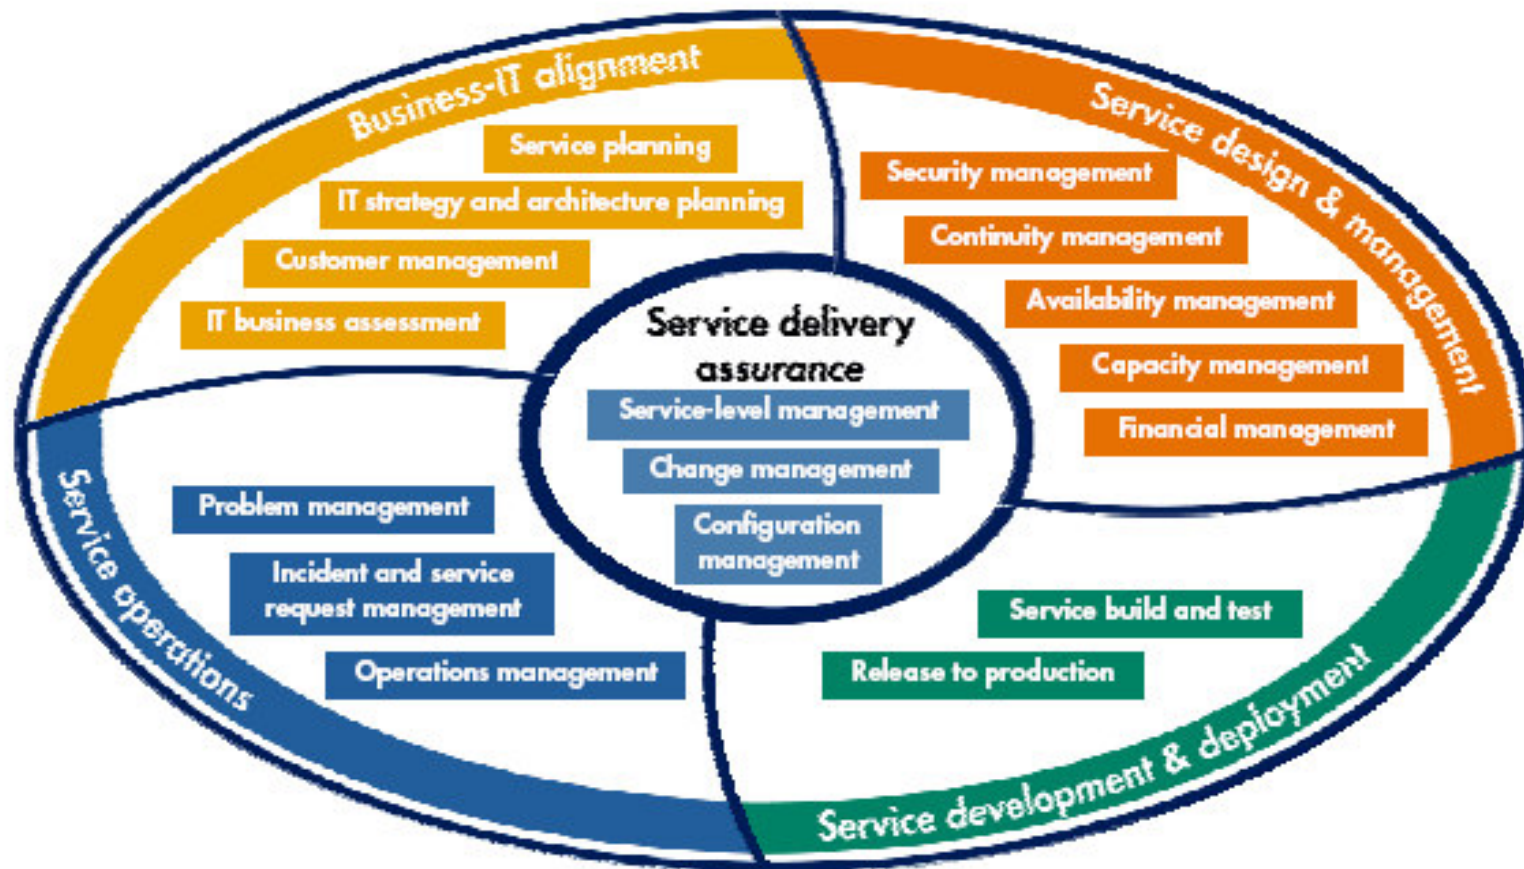 Business-IT alignment
Service planning
IT strategy and architecture planning
Customer management
IT business assessment
Service design & management
Security management
Continuity management
Availability management
Capacity management
Financial management
Service delivery
assurance
Service-level management
Change management
Configuration
management
Service operations
Problem management
Incident and service
request management
Operations management
Service build and test
Release to production
Service development & deployment